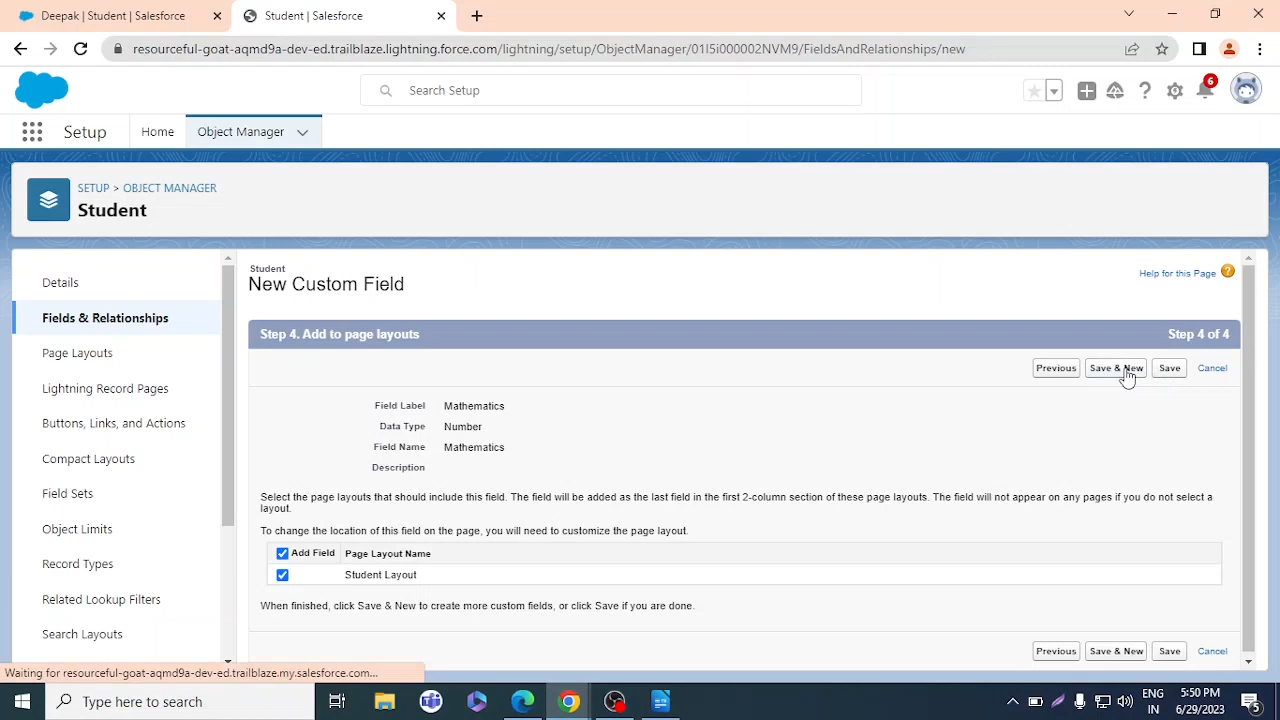 Deepak | Student | Salesforce
Student | Salesforce
resourceful-goat-aqmd9a-dev-ed.trailblaze.lightning.force.com/lightning/setup/ObjectManager/01I5i000002NVM9/FieldsAndRelationships/new
Search Setup
6
Setup
Home
Object Manager
SETUP > OBJECT MANAGER
Student
Details
Fields & Relationships
Page Layouts
Lightning Record Pages
Buttons, Links, and Actions
Compact Layouts
Field Sets
Object Limits
Record Types
Related Lookup Filters
Search Layouts
Student
New Custom Field
Help for this Page ?
Step 4. Add to page layouts
Step 4 of 4
Previous Save & New Save Cancel
Field Label Mathematics
Data Type Number
Field Name Mathematics
Description
Select the page layouts that should include this field. The field will be added as the last field in the first 2-column section of these page layouts. The field will not appear on any pages if you do not select a
layout.
To change the location of this field on the page, you will need to customize the page layout.
Add Field Page Layout Name
Student Layout
When finished, click Save & New to create more custom fields, or click Save if you are done.
Previous Save & New Save Cancel
Waiting for resourceful-goat-aqmd9a-dev-ed.trailblaze.my.salesforce.com...
Type here to search
ENG
IN
5:50 PM
6/29/2023
5